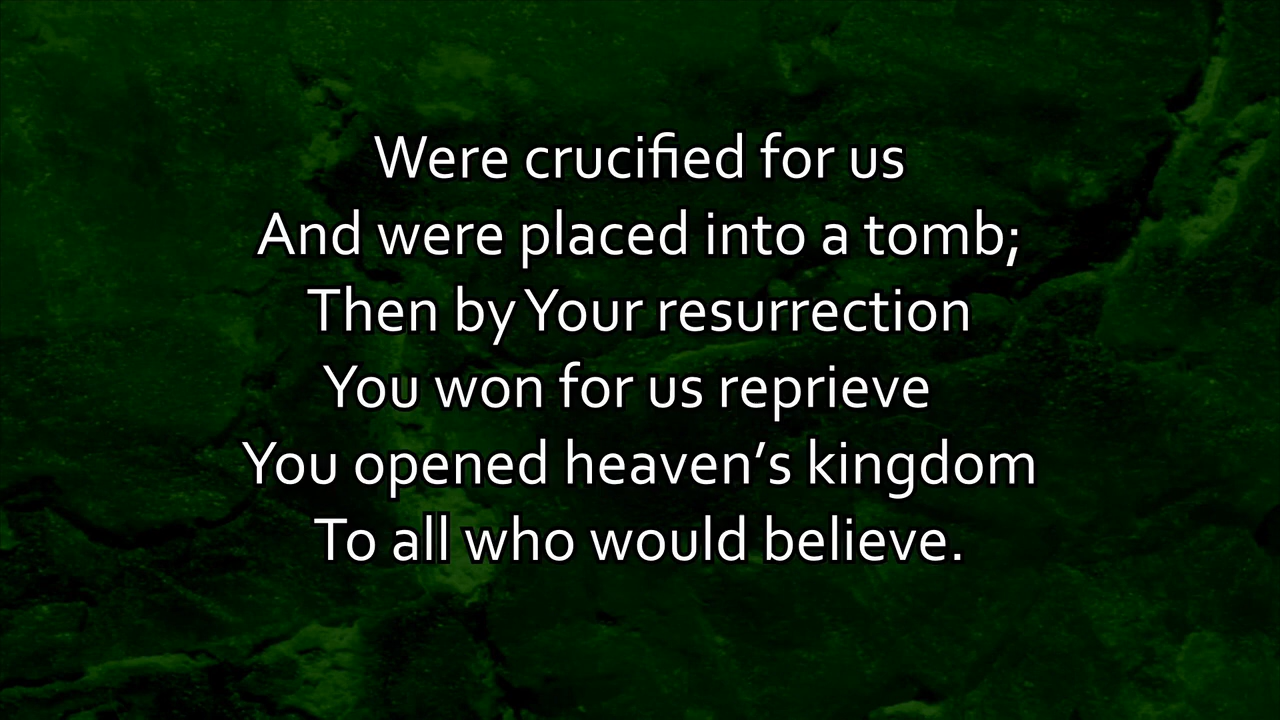 Were crucified for us
And were placed into a tomb;
Then by Your resurrection
You won for us reprieve
You opened heaven’s kingdom
To all who would believe.